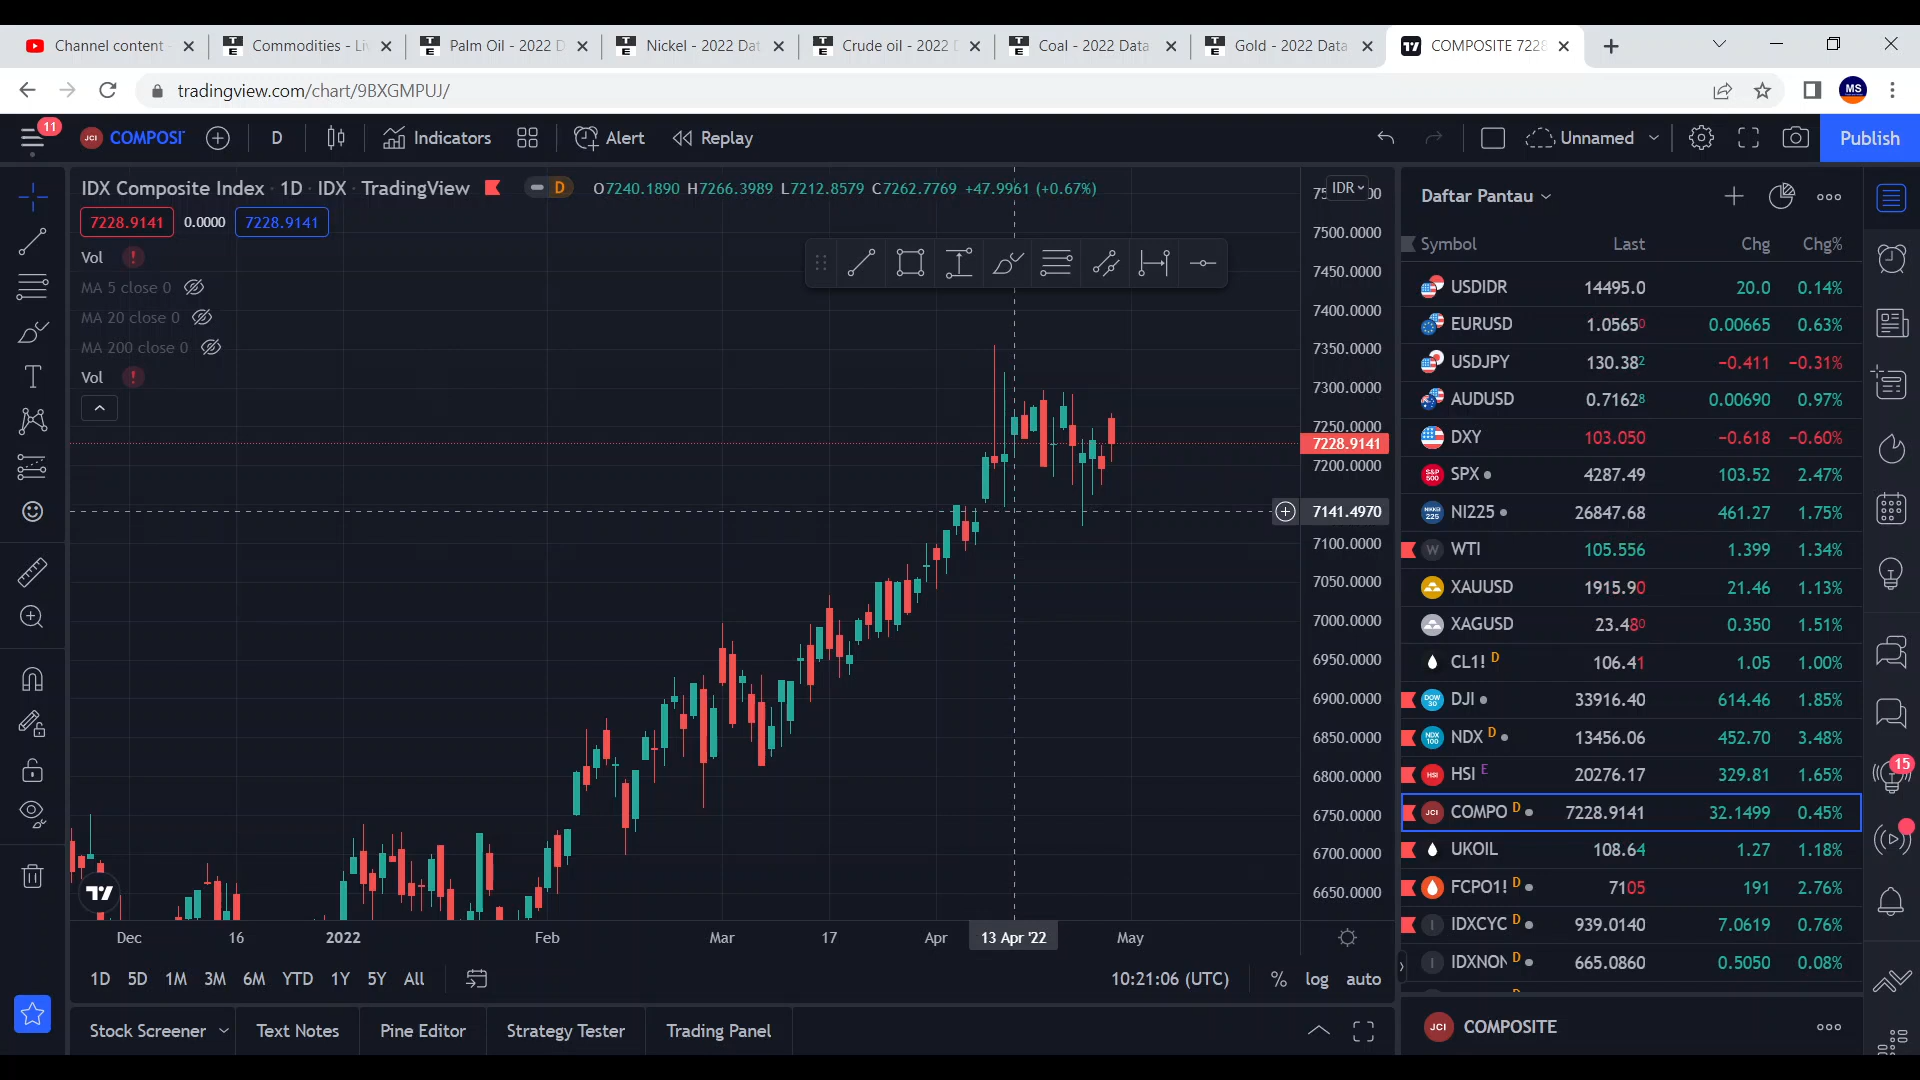 Channel content
Commodities - Li
Palm Oil - 2022 D
Nickel - 2022 Dat
Crude oil - 2022
Coal - 2022 Data
Gold - 2022 Data
COMPOSITE 7228
tradingview.com/chart/9BXGMPUJ/
MS
11
JCI COMPOSI
D
Indicators
Alert
Replay
Unnamed
Publish
IDX Composite Index · 1D · IDX · TradingView
D
O7240.1890 H7266.3989 L7212.8579 C7262.7769 +47.9961 (+0.67%)
7228.9141 0.0000 7228.9141
Vol !
MA 5 close 0
MA 20 close 0
MA 200 close 0
Vol !
IDR
7500.0000
7450.0000
7400.0000
7350.0000
7300.0000
7250.0000
7228.9141
7200.0000
7141.4970
7100.0000
7050.0000
7000.0000
6950.0000
6900.0000
6850.0000
6800.0000
6750.0000
6700.0000
6650.0000
Dec 16 2022 Feb Mar 17 Apr 13 Apr '22 May
1D 5D 1M 3M 6M YTD 1Y 5Y All
10:21:06 (UTC) % log auto
Stock Screener Text Notes Pine Editor Strategy Tester Trading Panel
Daftar Pantau
Symbol Last Chg Chg%
USDIDR 14495.0 20.0 0.14%
EURUSD 1.05650 0.00665 0.63%
USDJPY 130.382 −0.411 −0.31%
AUDUSD 0.71628 0.00690 0.97%
DXY 103.050 −0.618 −0.60%
S&P 500 SPX 4287.49 103.52 2.47%
NIKKEI 225 NI225 26847.68 461.27 1.75%
W WTI 105.556 1.399 1.34%
XAUUSD 1915.90 21.46 1.13%
XAGUSD 23.480 0.350 1.51%
CL1! D 106.41 1.05 1.00%
DOW 30 DJI 33916.40 614.46 1.85%
NDX 100 NDX D 13456.06 452.70 3.48%
HSI HSI E 20276.17 329.81 1.65%
JCI COMPO D 7228.9141 32.1499 0.45%
UKOIL 108.64 1.27 1.18%
FCPO1! D 7105 191 2.76%
I IDXCYC D 939.0140 7.0619 0.76%
I IDXNON D 665.0860 0.5050 0.08%
JCI COMPOSITE
15